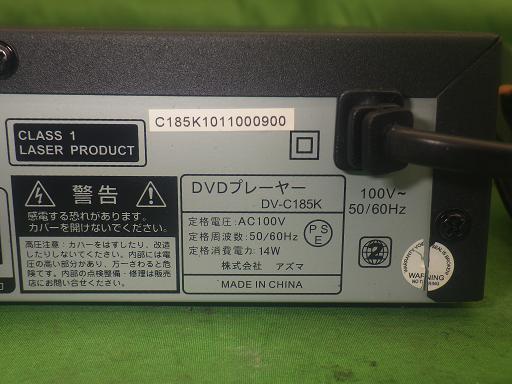 C185K1011000900
CLASS 1
LASER PRODUCT
警告
感電する恐れがあります。
カバーを開けないでください。
高圧注意：カバーをはずしたり、改造
したりしないでください。内部には電
圧の高い部分があり、万一さわると危
険です。内部の点検整備・修理は販売
店にお問い合せください。
DVDプレーヤー
DV-C185K
定格電圧：AC100V
定格周波数：50/60Hz
定格消費電力：14W
株式会社 アズマ
MADE IN CHINA
PSE
100V~
50/60Hz
WARRANTY VOID IF SEAL IS BROKEN
WARNING